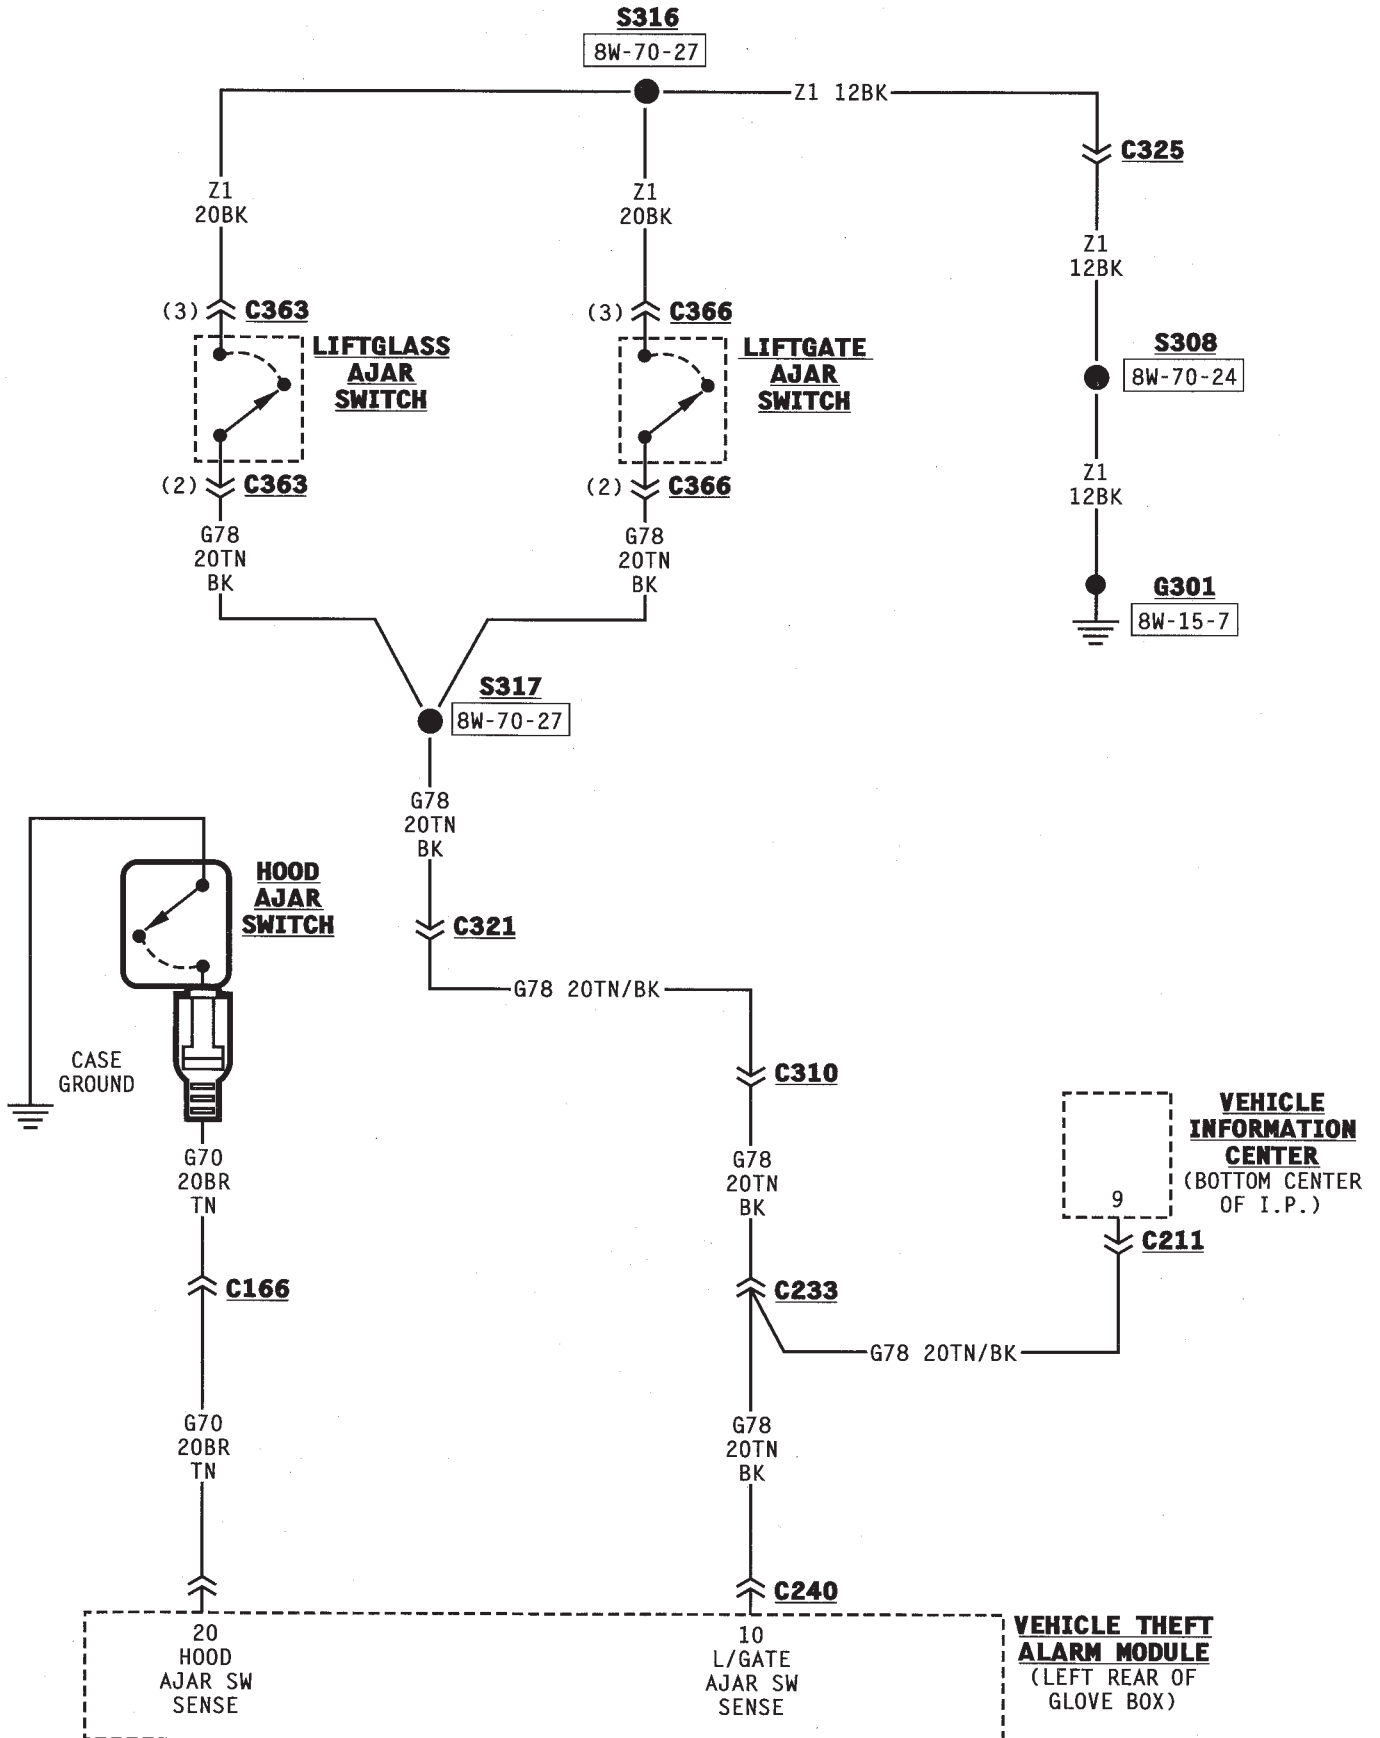 S316
8W-70-27
Z1 12BK
C325
Z1
20BK
Z1
20BK
Z1
12BK
(3) C363
(3) C366
LIFTGLASS
AJAR
SWITCH
LIFTGATE
AJAR
SWITCH
S308
8W-70-24
(2) C363
(2) C366
Z1
12BK
G78
20TN
BK
G78
20TN
BK
G301
8W-15-7
S317
8W-70-27
G78
20TN
BK
HOOD
AJAR
SWITCH
C321
G78 20TN/BK
CASE
GROUND
C310
VEHICLE
INFORMATION
CENTER
(BOTTOM CENTER
OF I.P.)
G70
20BR
TN
G78
20TN
BK
9
C211
C166
C233
G78 20TN/BK
G70
20BR
TN
G78
20TN
BK
C240
20
HOOD
AJAR SW
SENSE
10
L/GATE
AJAR SW
SENSE
VEHICLE THEFT
ALARM MODULE
(LEFT REAR OF
GLOVE BOX)